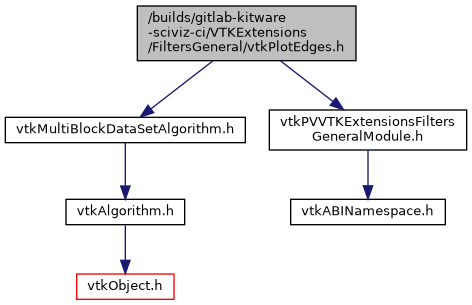 /builds/gitlab-kitware
-sciviz-ci/VTKExtensions
/FiltersGeneral/vtkPlotEdges.h
vtkMultiBlockDataSetAlgorithm.h
vtkPVVTKExtensionsFilters
GeneralModule.h
vtkAlgorithm.h
vtkABINamespace.h
vtkObject.h